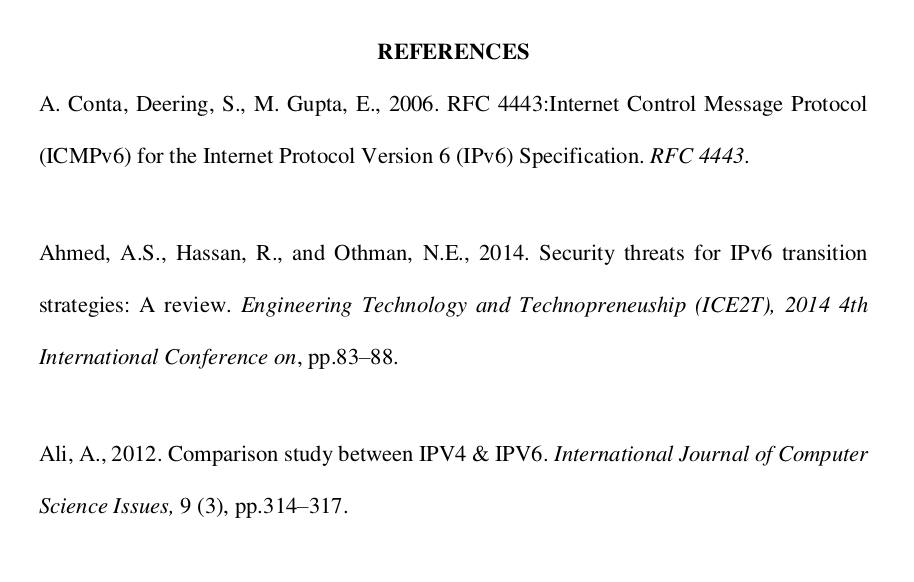 REFERENCES
A. Conta, Deering, S., M. Gupta, E., 2006. RFC 4443:Internet Control Message Protocol
(ICMPv6) for the Internet Protocol Version 6 (IPv6) Specification. RFC 4443.
Ahmed, A.S., Hassan, R., and Othman, N.E., 2014. Security threats for IPv6 transition
strategies: A review. Engineering Technology and Technopreneuship (ICE2T), 2014 4th
International Conference on, pp.83–88.
Ali, A., 2012. Comparison study between IPV4 & IPV6. International Journal of Computer
Science Issues, 9 (3), pp.314–317.